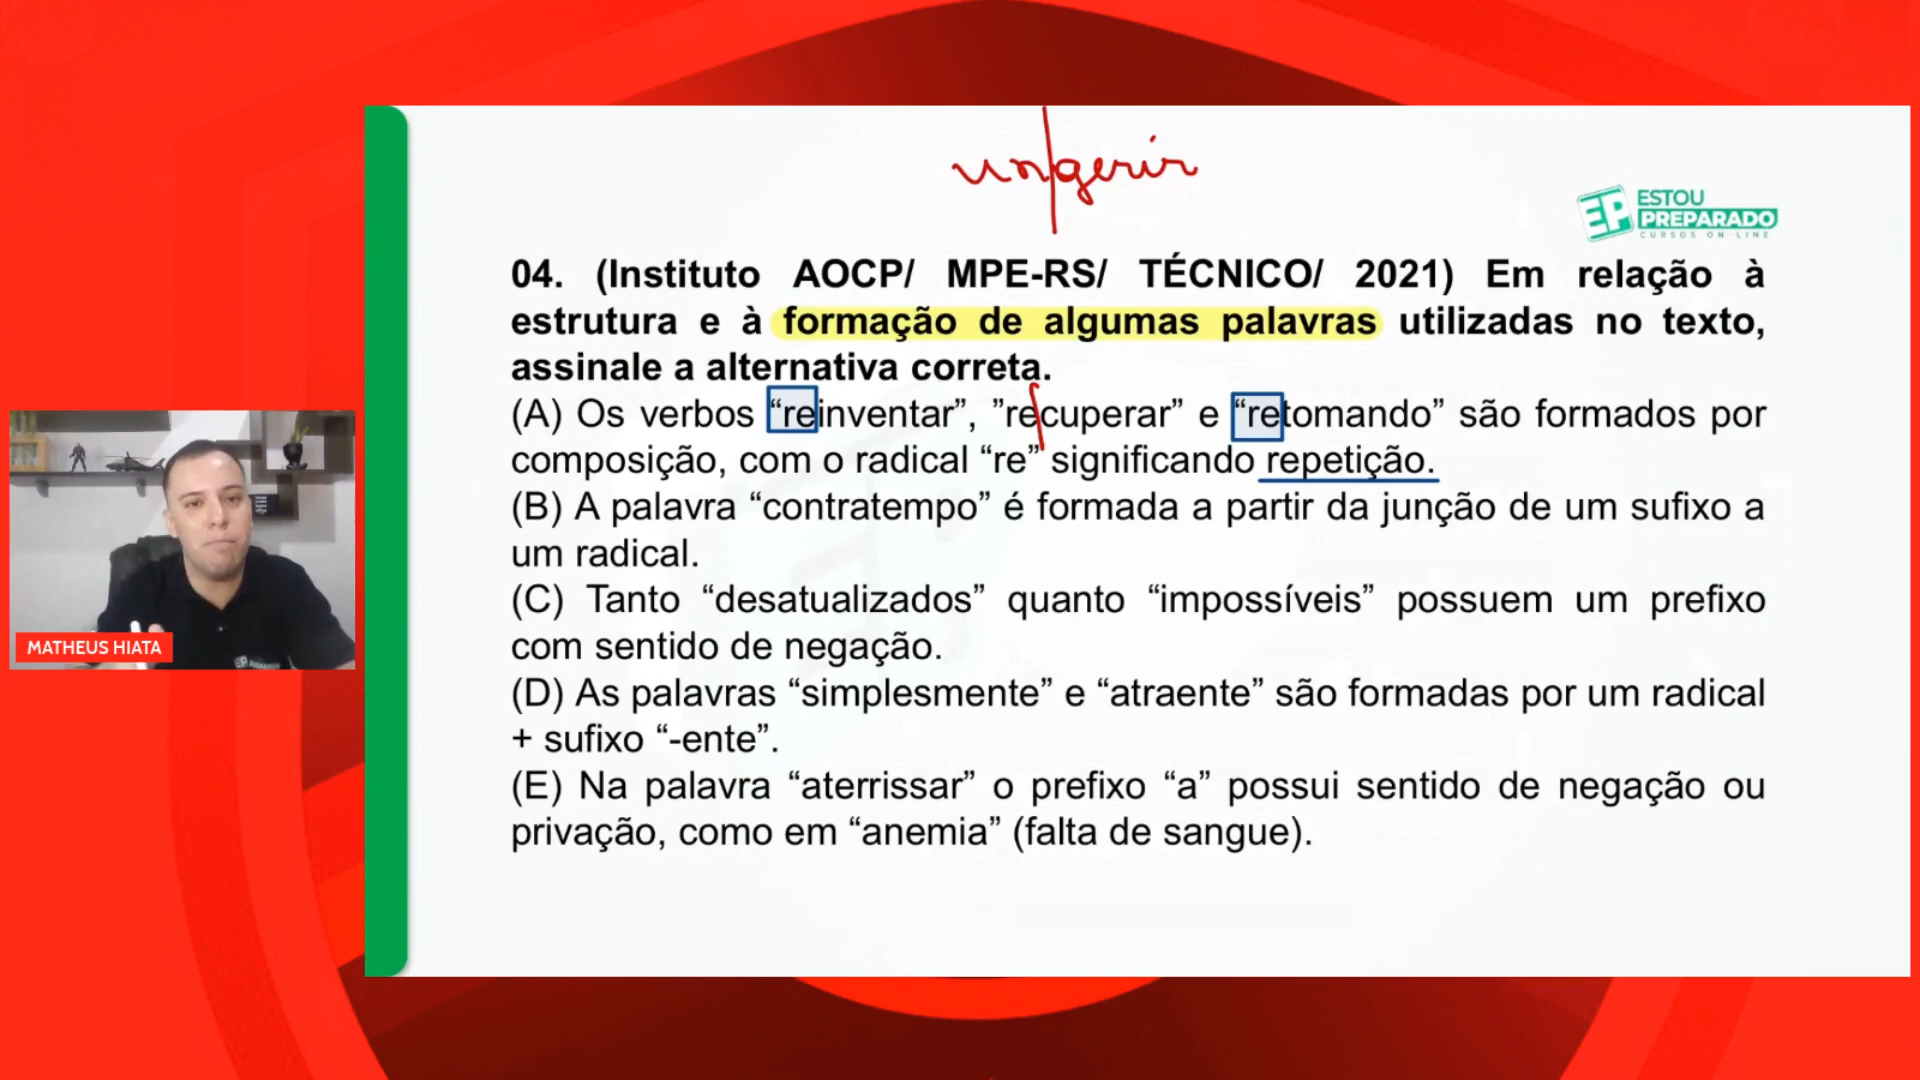 ingerir
ESTOU
PREPARADO
CURSOS ON LINE
04. (Instituto AOCP/ MPE-RS/ TÉCNICO/ 2021) Em relação à
estrutura e à formação de algumas palavras utilizadas no texto,
assinale a alternativa correta.
(A) Os verbos “reinventar”, ”recuperar” e “retomando” são formados por
composição, com o radical “re” significando repetição.
(B) A palavra “contratempo” é formada a partir da junção de um sufixo a
um radical.
(C) Tanto “desatualizados” quanto “impossíveis” possuem um prefixo
com sentido de negação.
(D) As palavras “simplesmente” e “atraente” são formadas por um radical
+ sufixo “-ente”.
(E) Na palavra “aterrissar” o prefixo “a” possui sentido de negação ou
privação, como em “anemia” (falta de sangue).
MATHEUS HIATA